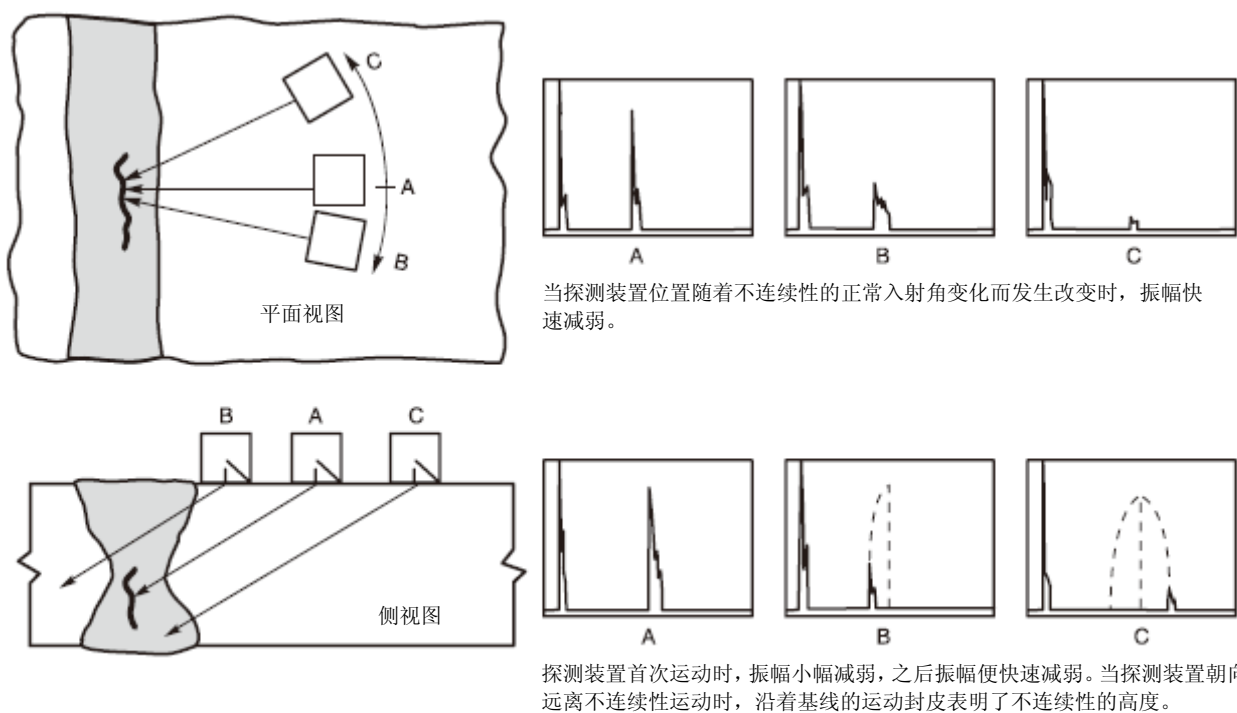 C
A
B
平面视图
A
B
C
当探测装置位置随着不连续性的正常入射角变化而发生改变时，振幅快
速减弱。
B
A
C
侧视图
A
B
C
探测装置首次运动时，振幅小幅减弱，之后振幅便快速减弱。当探测装置朝向
远离不连续性运动时，沿着基线的运动封皮表明了不连续性的高度。